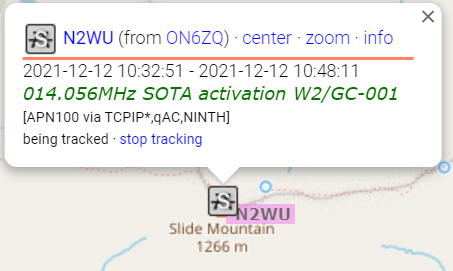 N2WU (from ON6ZQ) · center · zoom · info
2021-12-12 10:32:51 - 2021-12-12 10:48:11
014.056MHz SOTA activation W2/GC-001
[APN100 via TCPIP*,qAC,NINTH]
being tracked · stop tracking
N2WU
Slide Mountain
1266 m